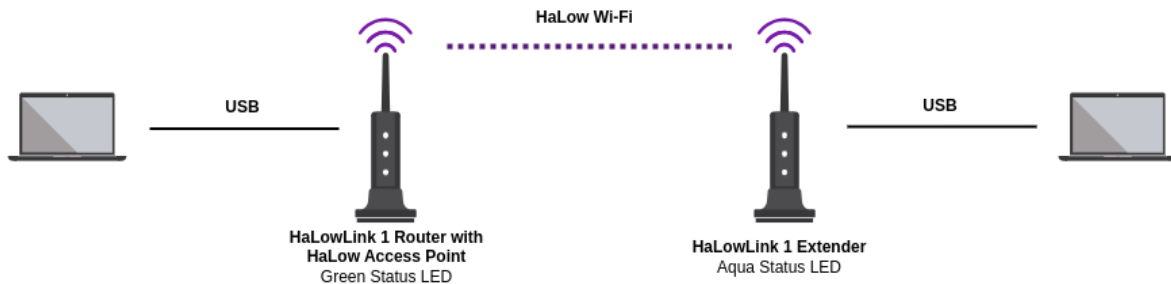 HaLow Wi-Fi
USB
USB
HaLowLink 1 Router with
HaLow Access Point
Green Status LED
HaLowLink 1 Extender
Aqua Status LED